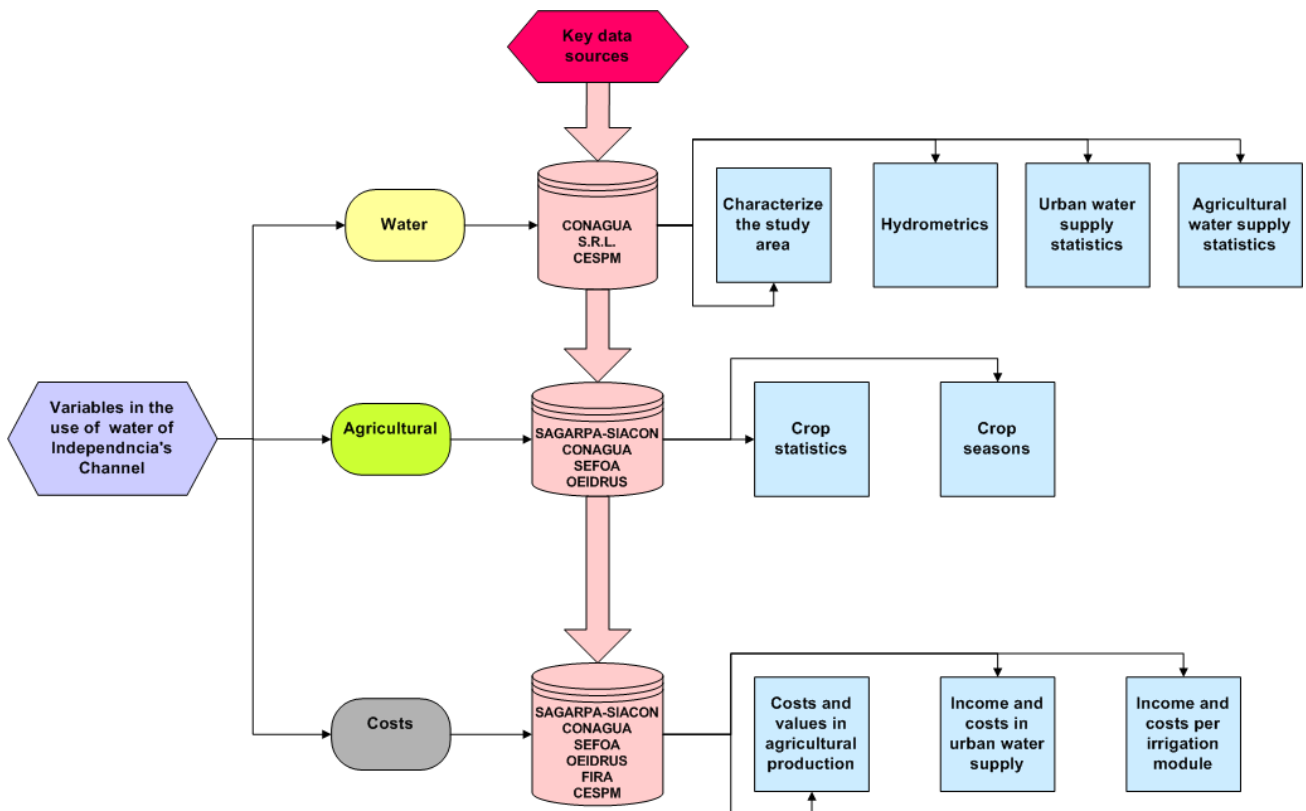 Key data
sources
Water
CONAGUA
S.R.L.
CESPM
Characterize
the study
area
Hydrometrics
Urban water
supply
statistics
Agricultural
water supply
statistics
Variables in the
use of water of
Independncia's
Channel
Agricultural
SAGARPA-SIACON
CONAGUA
SEFOA
OEIDRUS
Crop
statistics
Crop
seasons
Costs
SAGARPA-SIACON
CONAGUA
SEFOA
OEIDRUS
FIRA
CESPM
Costs and
values in
agricultural
production
Income and
costs in
urban water
supply
Income and
costs per
irrigation
module